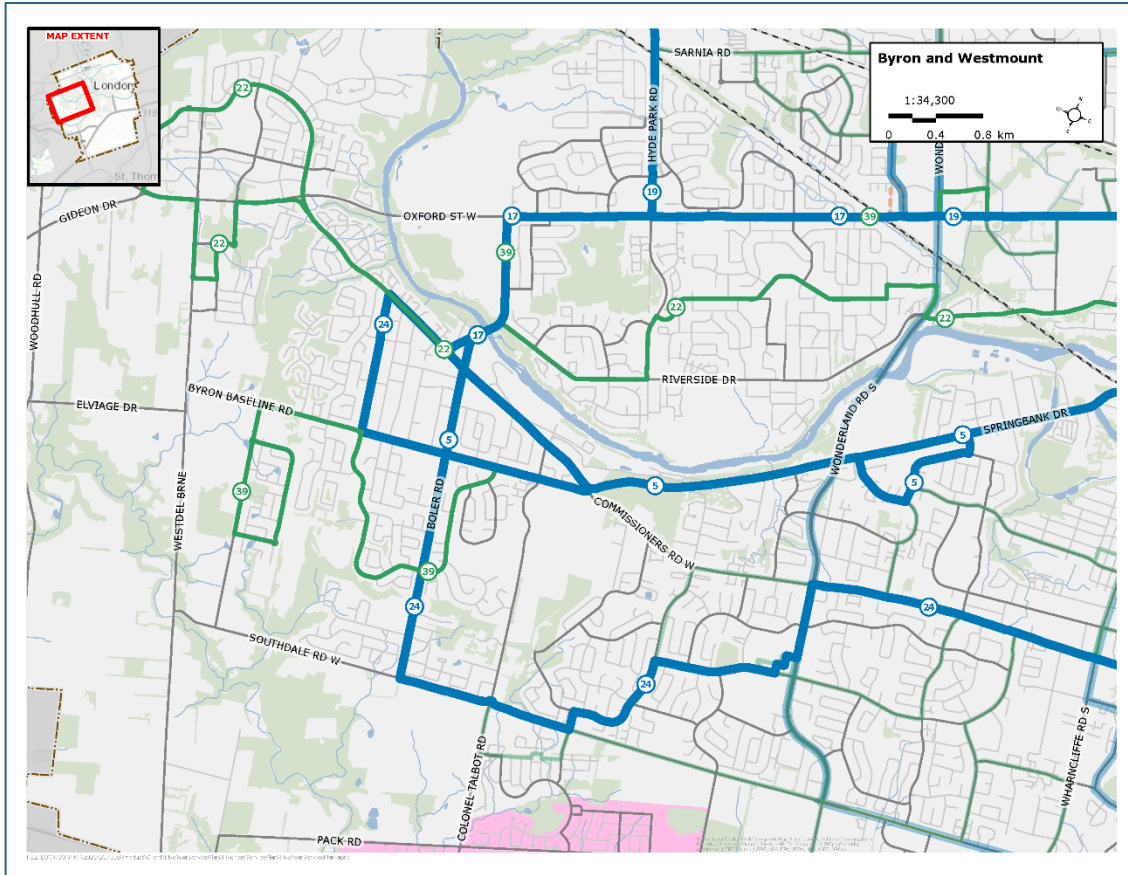 MAP EXTENT
London
St. Thom
Byron and Westmount
1:34,300
0 0.4 0.8 km
SARNIA RD
HYDE PARK RD
WOND
22
19
GIDEON DR
OXFORD ST W
17
17
39
19
22
39
WOODHULL RD
22
24
17
22
22
RIVERSIDE DR
BYRON BASELINE RD
ELVIAGE DR
WONDERLAND RD S
SPRINGBANK DR
5
5
5
5
BOLER RD
39
WESTDEL BRNE
COMMISSIONERS RD W
39
24
24
SOUTHDALE RD W
24
COLONEL TALBOT RD
WHARNCLIFFE RD S
PACK RD